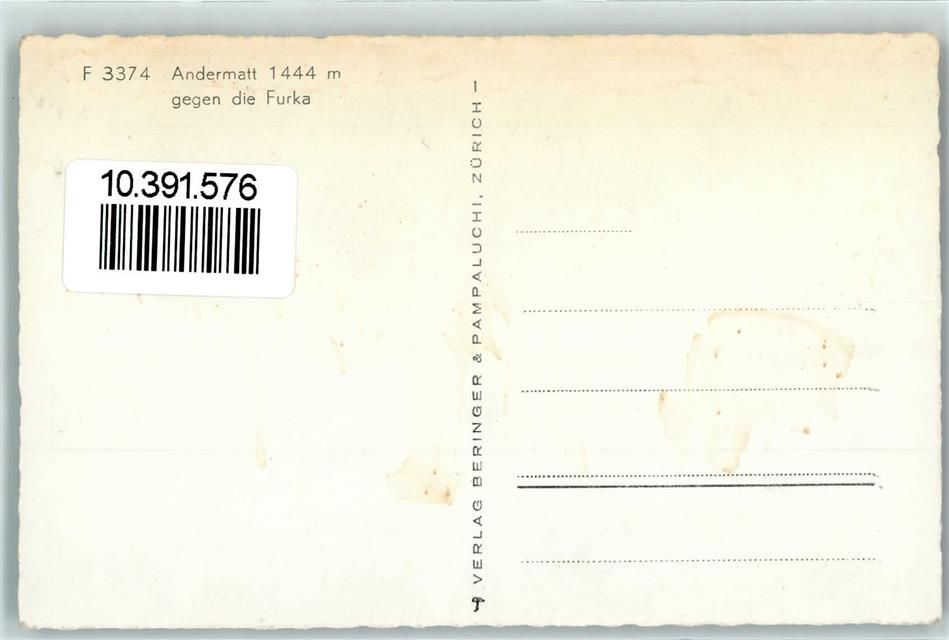 F 3374 Andermatt 1444 m
gegen die Furka
10.391.576
VERLAG BERINGER & PAMPALUCHI, ZÜRICH –